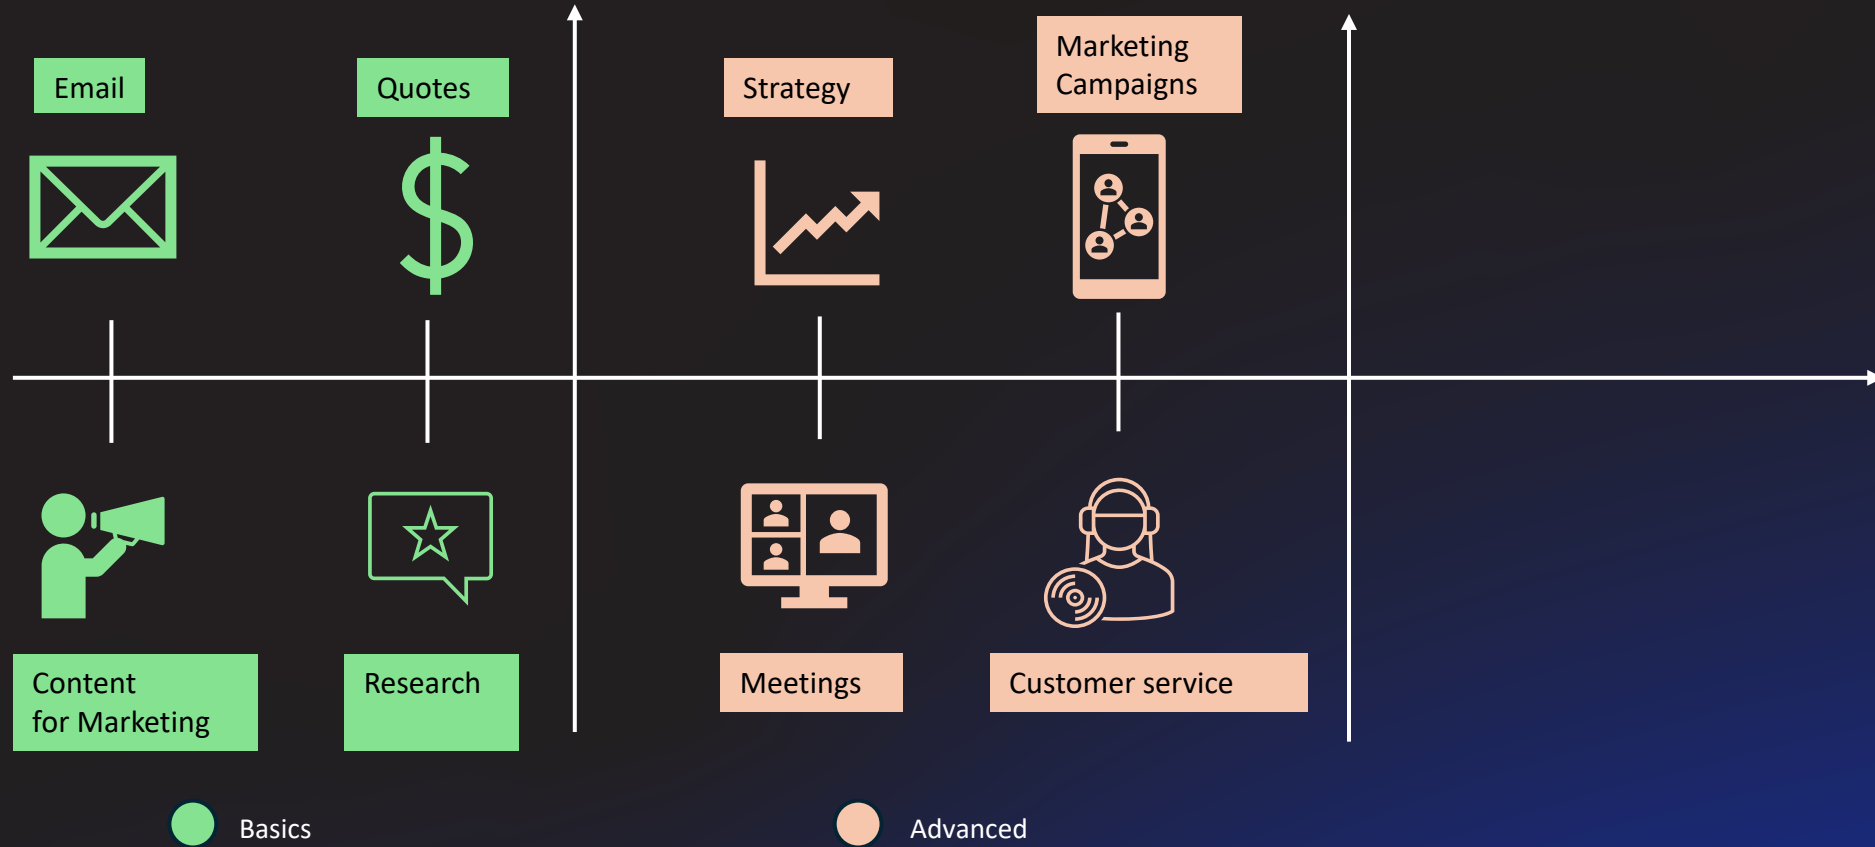 Email
Quotes
Strategy
Marketing
Campaigns
Content
for Marketing
Research
Meetings
Customer service
Basics
Advanced